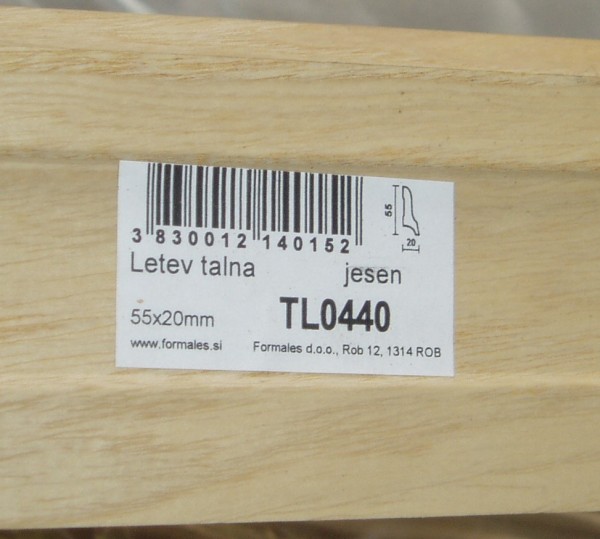 55
20
3 830012 140152
Letev talna jesen
55x20mm TL0440
www.formales.si Formales d.o.o., Rob 12, 1314 ROB